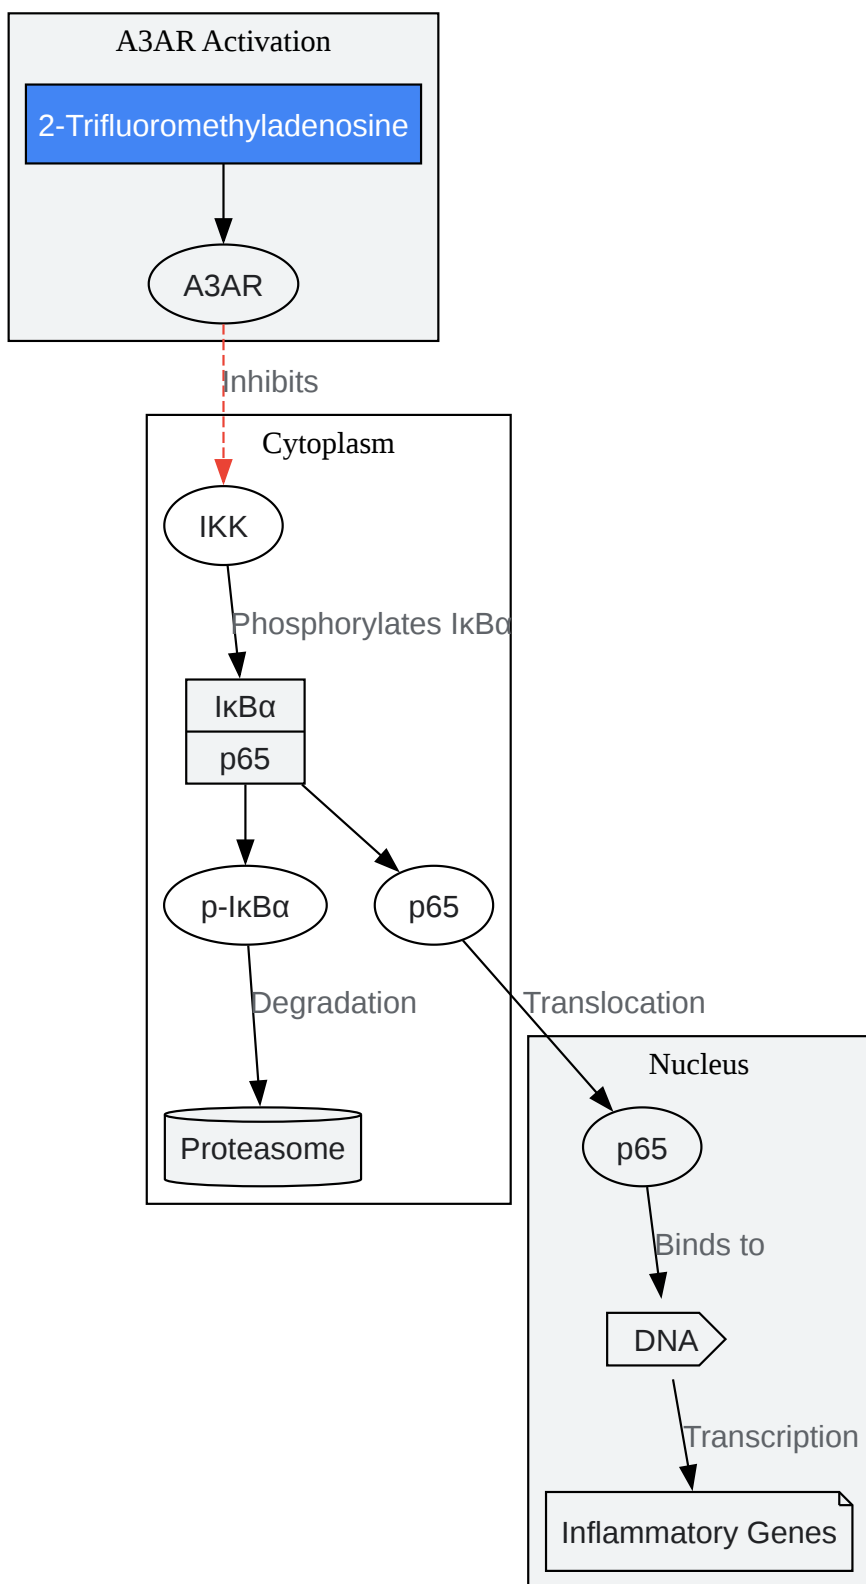 A3AR Activation
2-Trifluoromethyladenosine
A3AR
Inhibits
Cytoplasm
IKK
Phosphorylates IκBα
IκBα
p65
p-IκBα
p65
Degradation
Translocation
Nucleus
Proteasome
p65
Binds to
DNA
Transcription
Inflammatory Genes